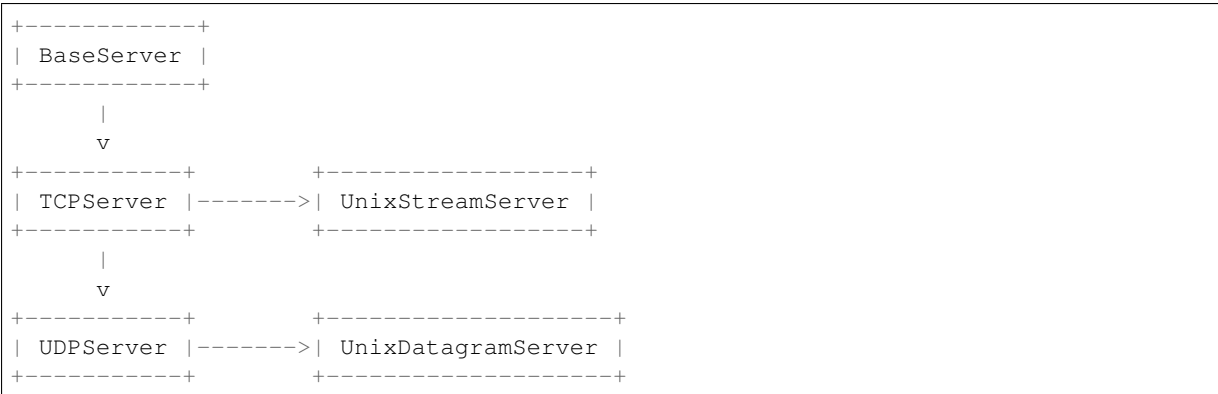 +------------+
| BaseServer |
+------------+
      |
      v
+-----------+        +------------------+
| TCPServer |------->| UnixStreamServer |
+-----------+        +------------------+
      |
      v
+-----------+        +--------------------+
| UDPServer |------->| UnixDatagramServer |
+-----------+        +--------------------+